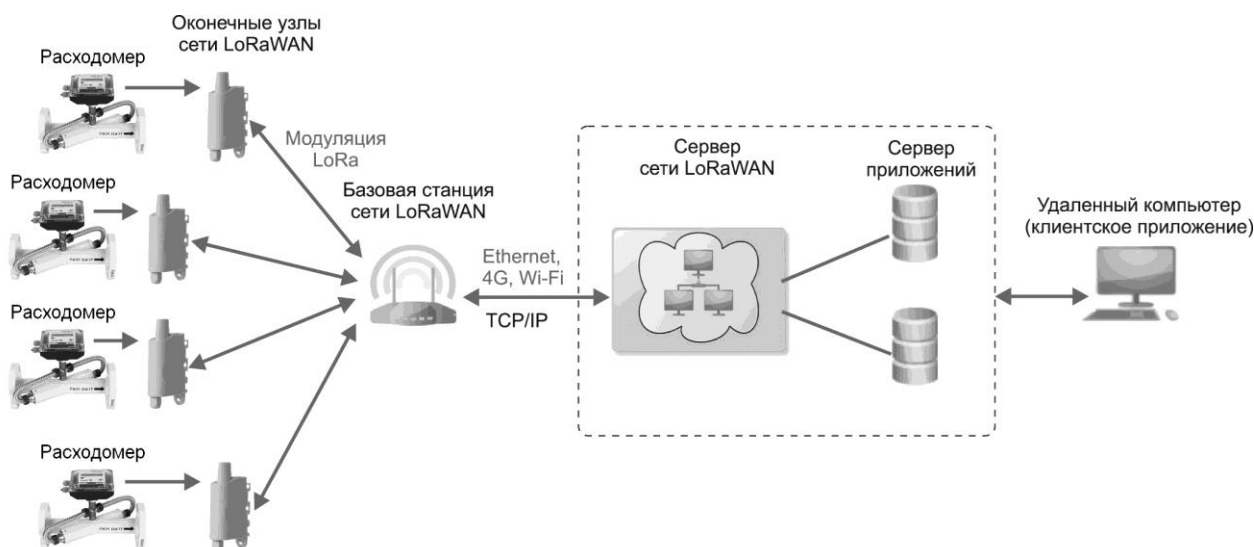 Оконечные узлы
сети LoRaWAN
Расходомер
Модуляция
LoRa
Расходомер
Базовая станция
сети LoRaWAN
Ethernet,
4G, Wi-Fi
TCP/IP
Сервер
сети LoRaWAN
Сервер
приложений
Удаленный компьютер
(клиентское приложение)
Расходомер
Расходомер